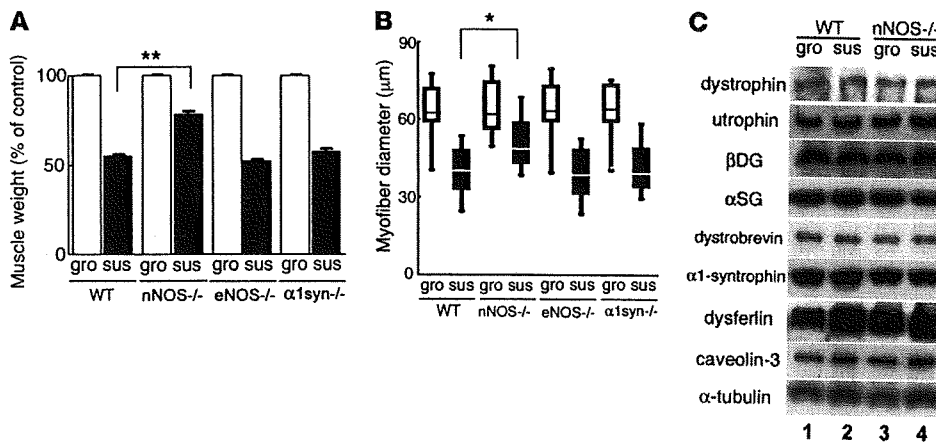 A
Muscle weight (% of control)
**
100
50
0
gro sus gro sus gro sus gro sus
WT nNOS-/- eNOS-/- α1syn-/-
B
Myofiber diameter (μm)
*
90
60
30
0
gro sus gro sus gro sus gro sus
WT nNOS-/- eNOS-/- α1syn-/-
C
WT nNOS-/-
gro sus gro sus
dystrophin
utrophin
βDG
αSG
dystrobrevin
α1-syntrophin
dysferlin
caveolin-3
α-tubulin
1 2 3 4